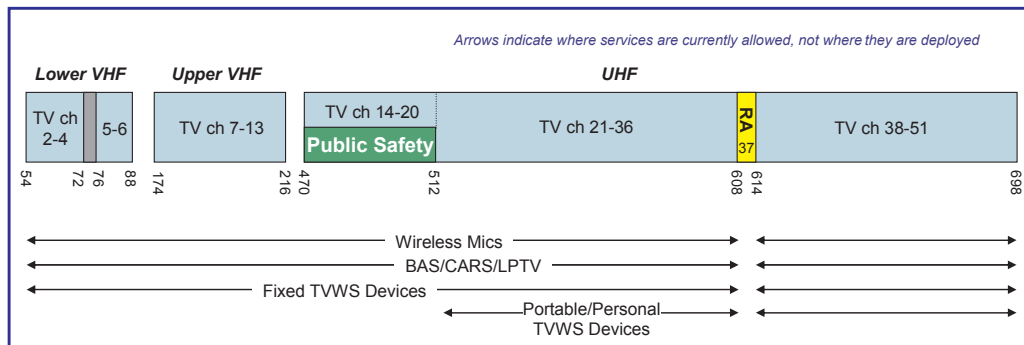 Arrows indicate where services are currently allowed, not where they are deployed
Lower VHF
Upper VHF
UHF
TV ch
2-4
5-6
TV ch 7-13
TV ch 14-20
Public Safety
TV ch 21-36
RA
37
TV ch 38-51
54
72
76
88
174
216
470
512
608
614
698
Wireless Mics
BAS/CARS/LPTV
Fixed TVWS Devices
Portable/Personal
TVWS Devices